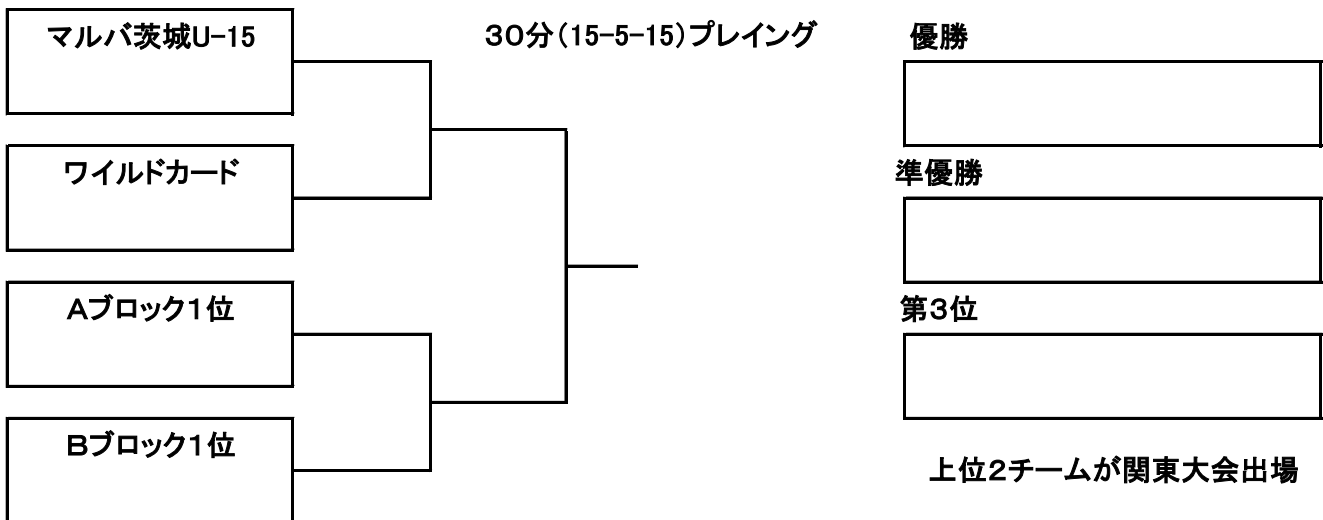 マルバ茨城U-15
30分（15-5-15）プレイング
優勝
ワイルドカード
準優勝
Aブロック1位
第3位
Bブロック1位
上位2チームが関東大会出場